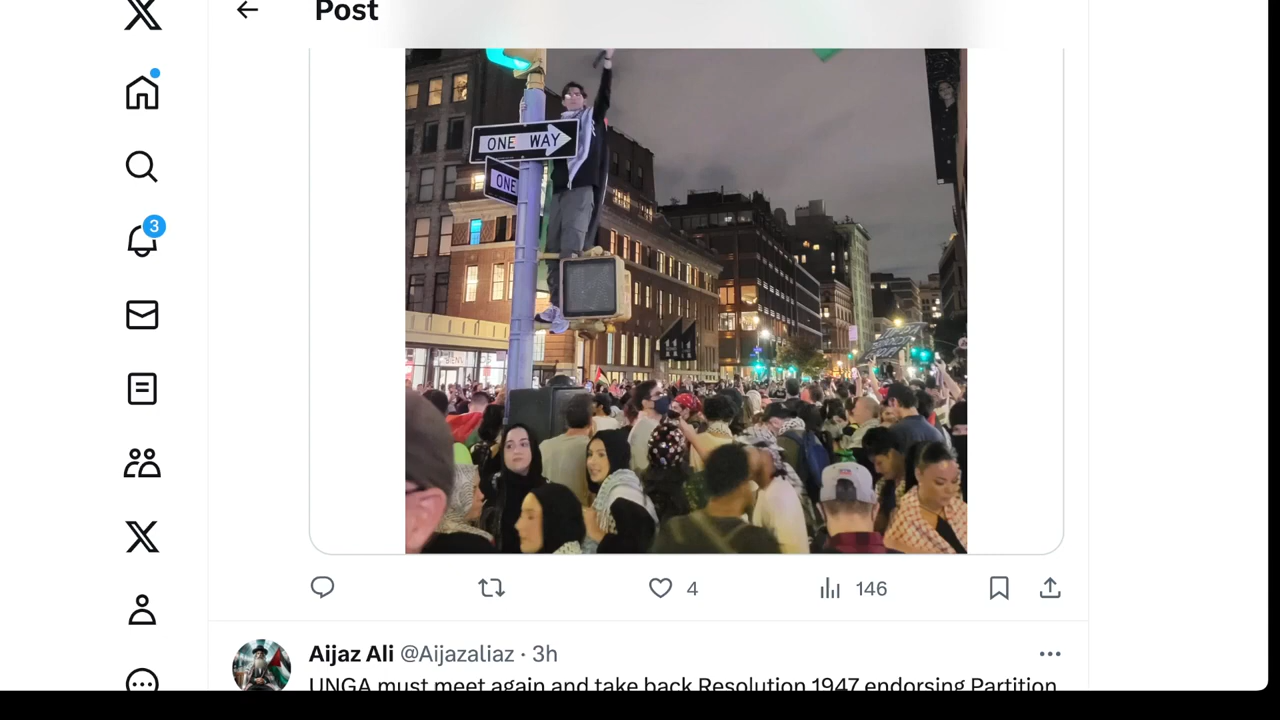 Post
ONE WAY
ONE
3
4
146
Aijaz Ali @Aijazaliaz · 3h
UNGA must meet again and take back Resolution 1947 endorsing Partition